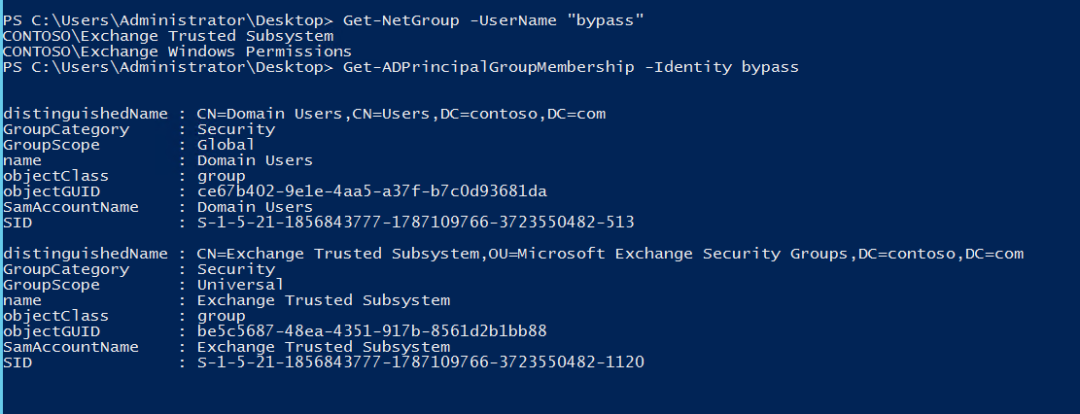 PS C:\Users\Administrator\Desktop> Get-NetGroup -UserName "bypass"
CONTOSO\Exchange Trusted Subsystem
CONTOSO\Exchange Windows Permissions
PS C:\Users\Administrator\Desktop> Get-ADPrincipalGroupMembership -Identity bypass
distinguishedName : CN=Domain Users,CN=Users,DC=contoso,DC=com
GroupCategory     : Security
GroupScope        : Global
name              : Domain Users
objectClass       : group
objectGUID        : ce67b402-9e1e-4aa5-a37f-b7c0d93681da
SamAccountName    : Domain Users
SID               : S-1-5-21-1856843777-1787109766-3723550482-513
distinguishedName : CN=Exchange Trusted Subsystem,OU=Microsoft Exchange Security Groups,DC=contoso,DC=com
GroupCategory     : Security
GroupScope        : Universal
name              : Exchange Trusted Subsystem
objectClass       : group
objectGUID        : be5c5687-48ea-4351-917b-8561d2b1bb88
SamAccountName    : Exchange Trusted Subsystem
SID               : S-1-5-21-1856843777-1787109766-3723550482-1120